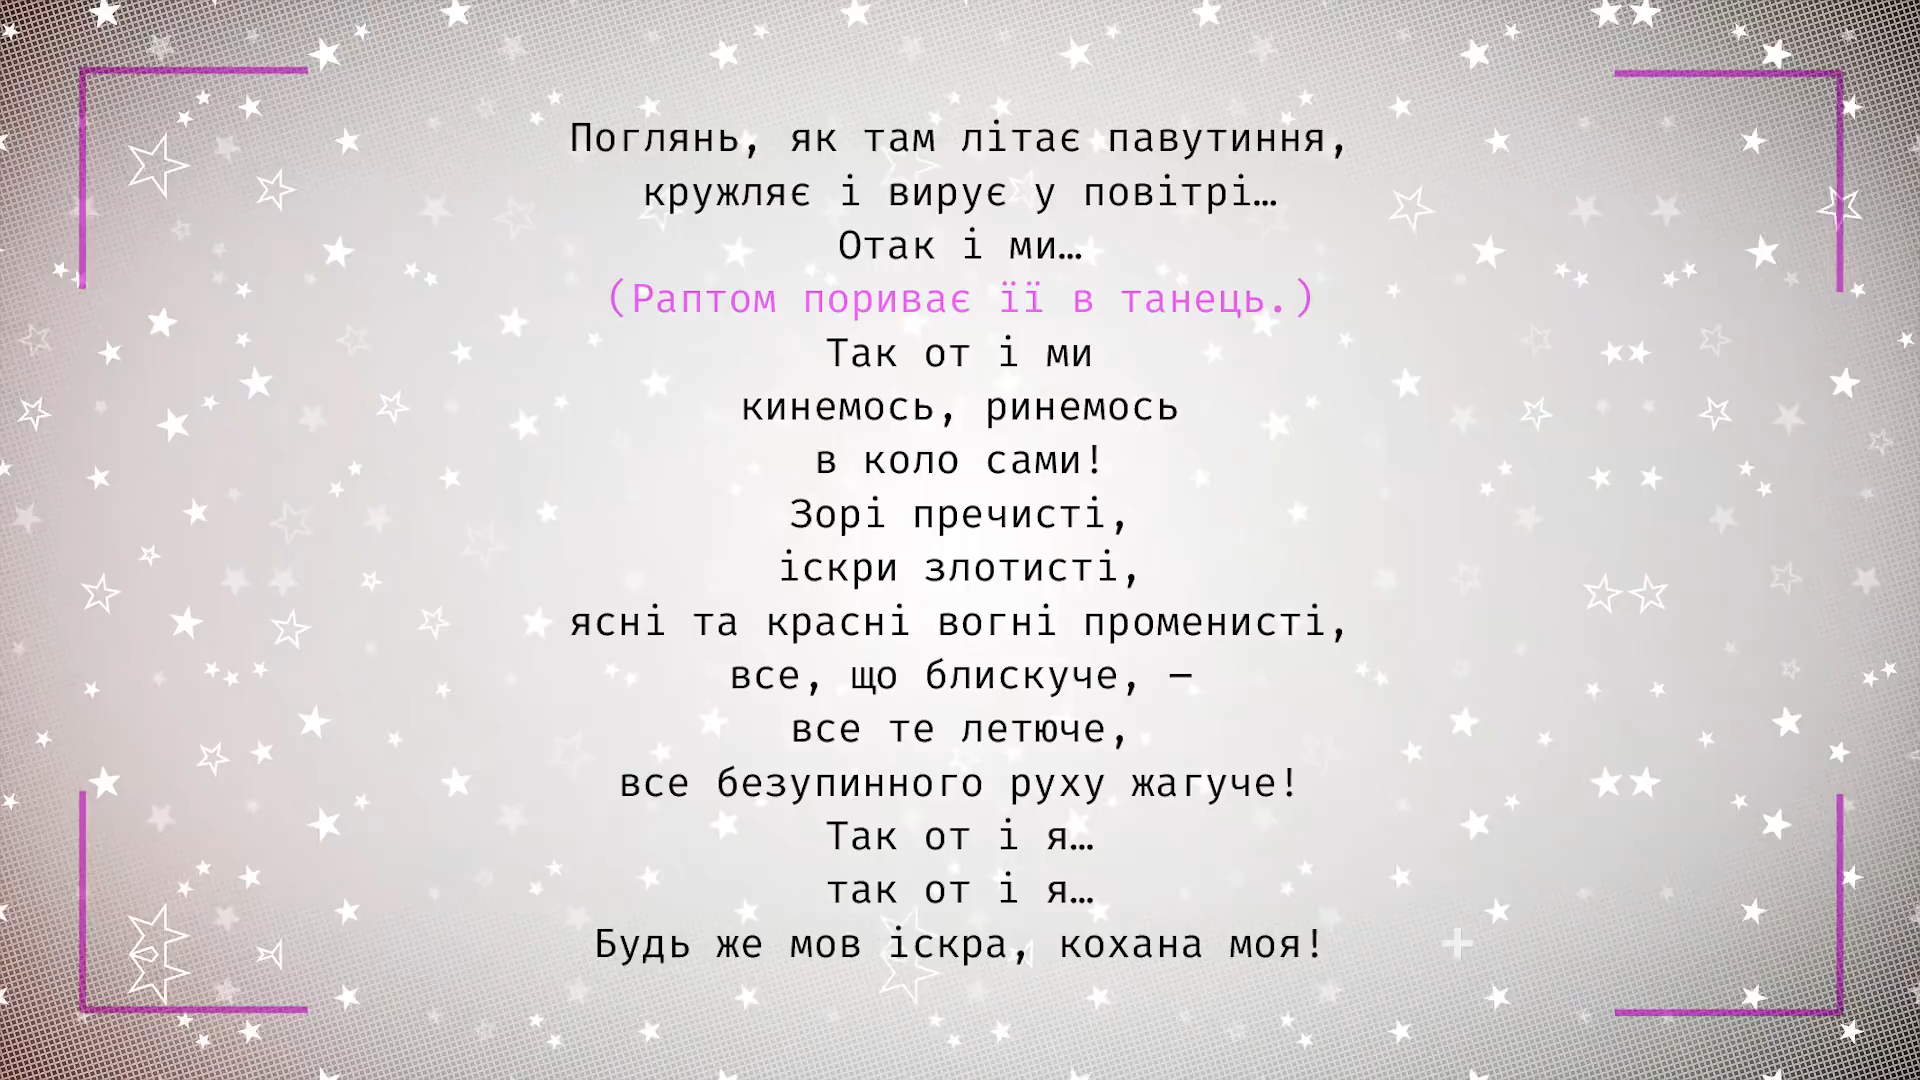 Поглянь, як там літає павутиння,
кружляє і вирує у повітрі…
Отак і ми…
(Раптом пориває її в танець.)
Так от і ми
кинемось, ринемось
в коло сами!
Зорі пречисті,
іскри злотисті,
ясні та красні вогні променисті,
все, що блискуче, —
все те летюче,
все безупинного руху жагуче!
Так от і я…
так от і я…
Будь же мов іскра, кохана моя!